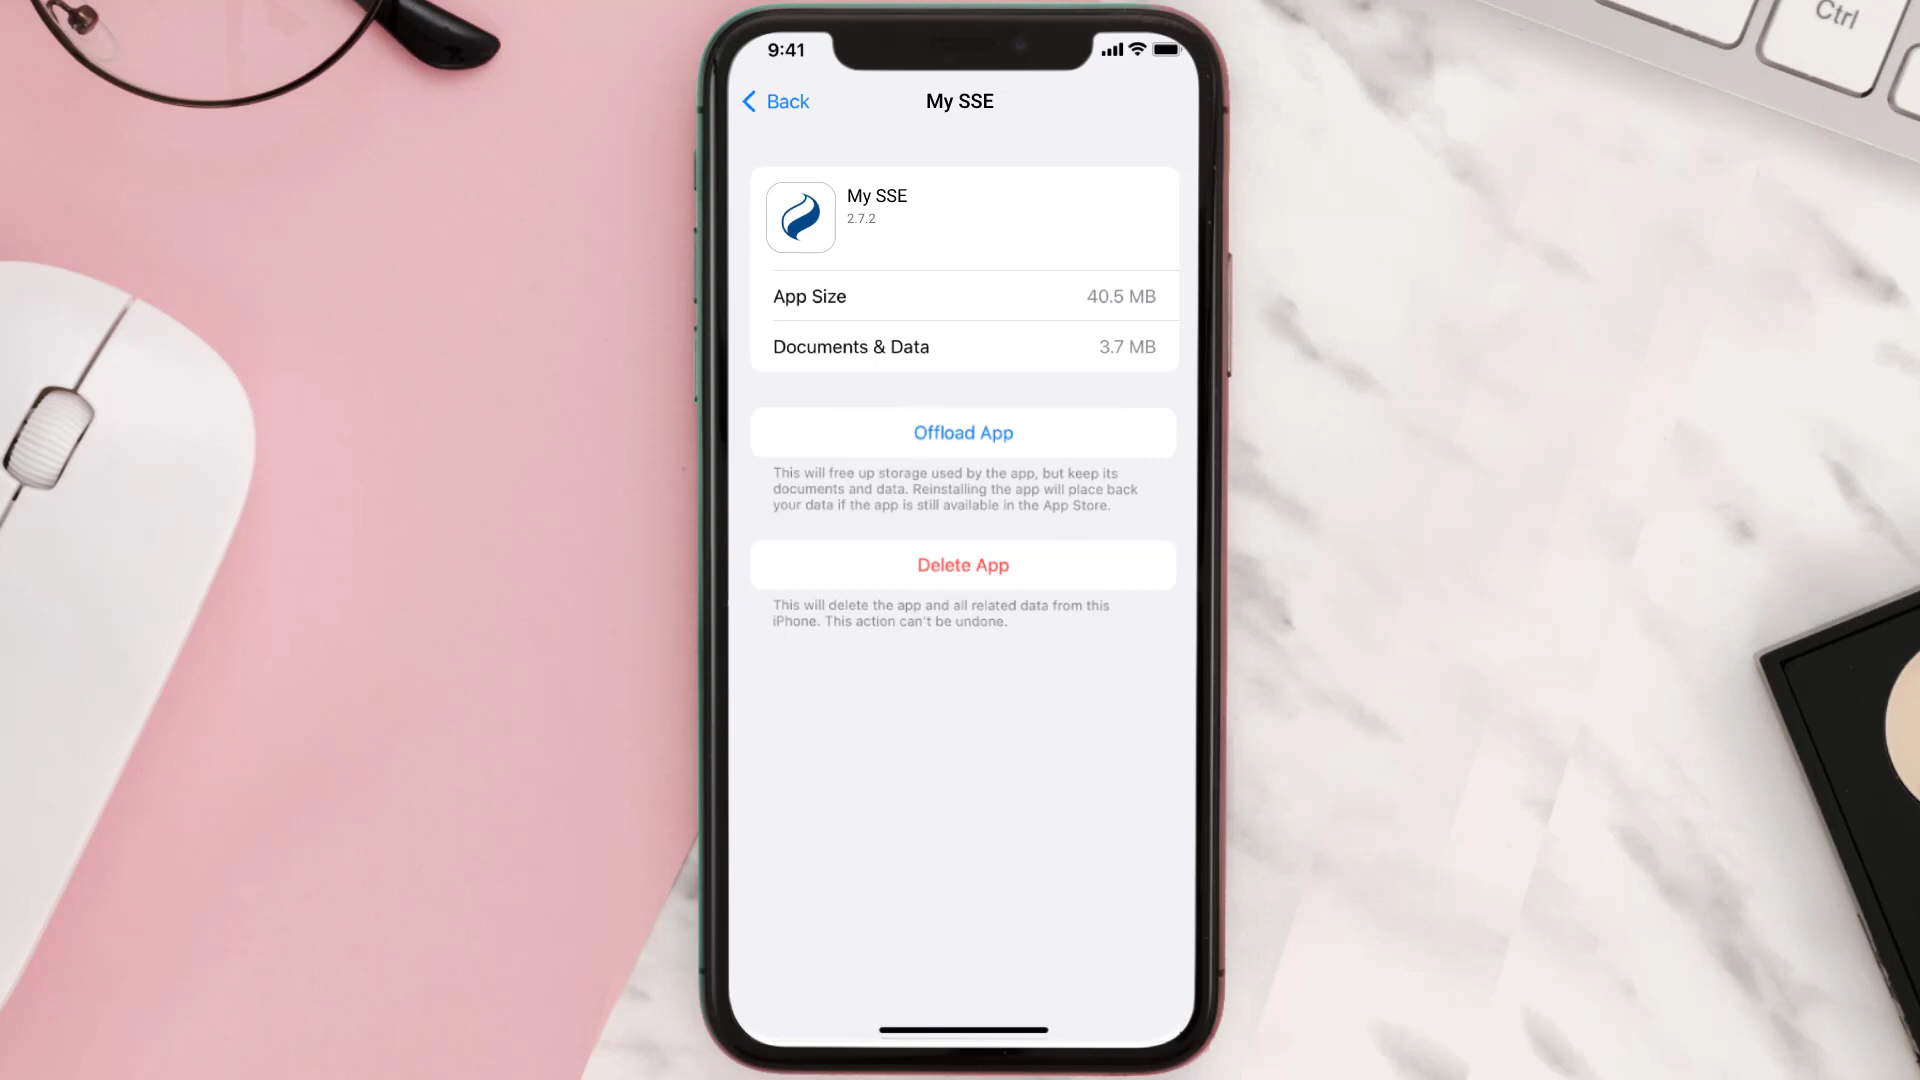 Ctrl
9:41
Back
My SSE
My SSE
2.7.2
App Size
40.5 MB
Documents & Data
3.7 MB
Offload App
This will free up storage used by the app, but keep its
documents and data. Reinstalling the app will place back
your data if the app is still available in the App Store.
Delete App
This will delete the app and all related data from this
iPhone. This action can't be undone.